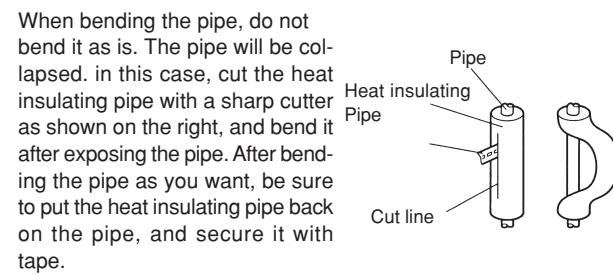 When bending the pipe, do not
bend it as is. The pipe will be col-
lapsed. in this case, cut the heat
insulating pipe with a sharp cutter
as shown on the right, and bend it
after exposing the pipe. After bend-
ing the pipe as you want, be sure
to put the heat insulating pipe back
on the pipe, and secure it with
tape.
Pipe
Heat insulating
Pipe
Cut line